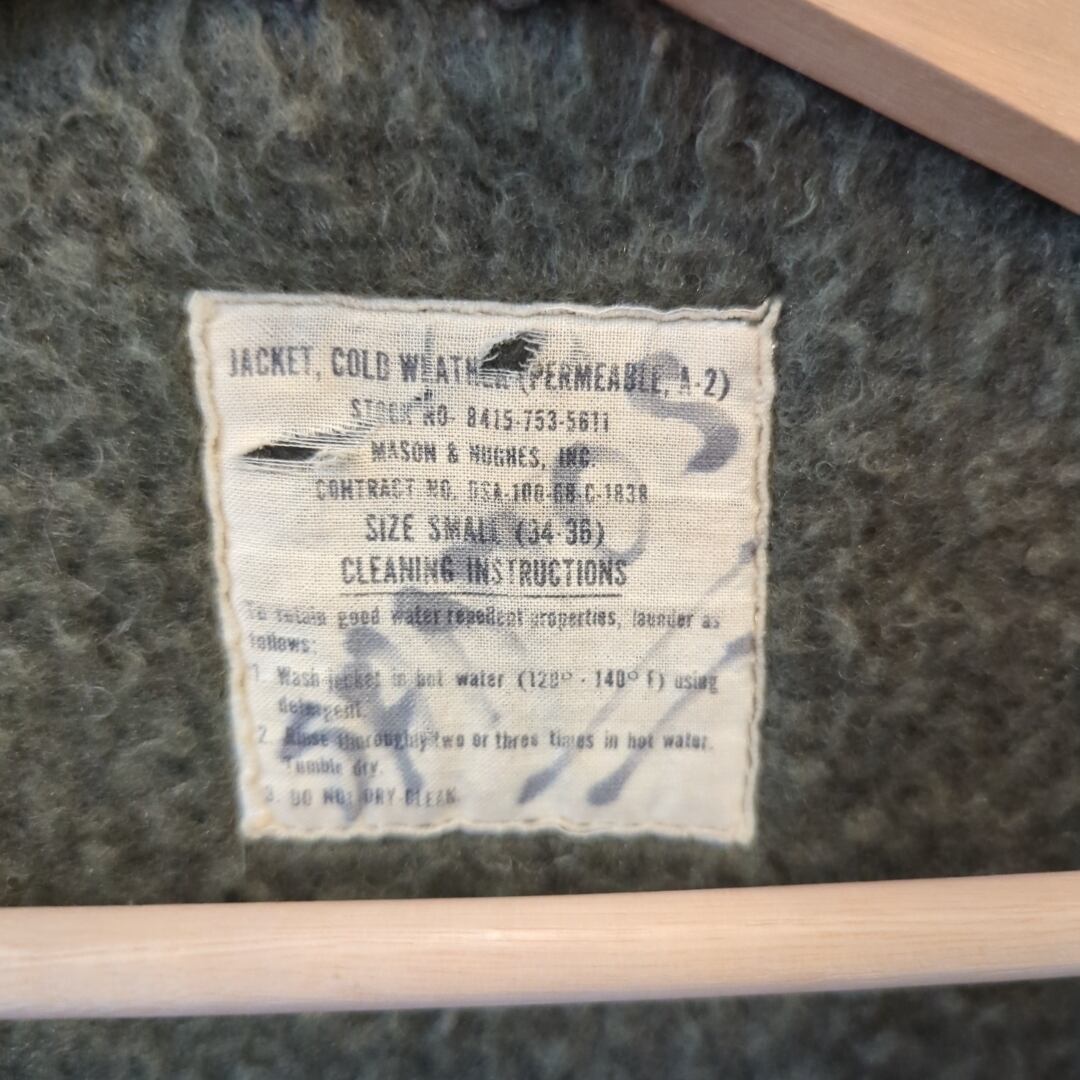 JACKET, COLD WEATHER (PERMEABLE, A-2)
STOCK NO- 8415-753-5611
MASON & HUGHES, INC.
CONTRACT NO. DSA-100-68-C-1838
SIZE SMALL (34-36)
CLEANING INSTRUCTIONS
To retain good water repellent properties, launder as
follows:
1. Wash jacket in hot water (120° - 140° F) using
detergent.
2. Rinse thoroughly two or three times in hot water.
Tumble dry.
3. DO NOT DRY CLEAN